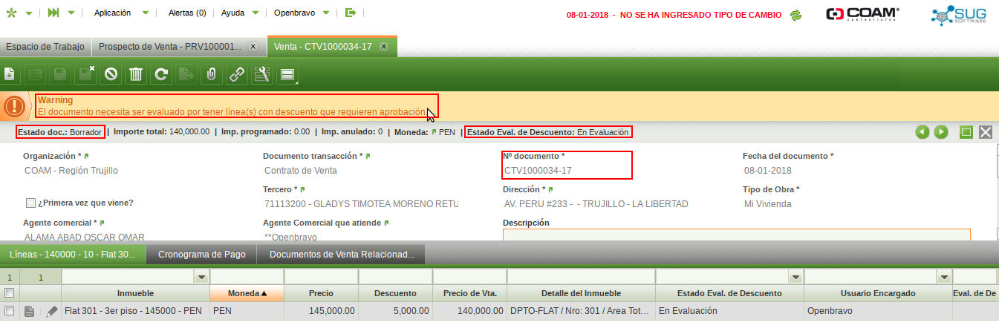 Aplicación Alertas (0) Ayuda Openbravo 08-01-2018 - NO SE HA INGRESADO TIPO DE CAMBIO COAM CONTRATISTAS SUG SOFTWARE
Espacio de Trabajo Prospecto de Venta - PRV100001... Venta - CTV1000034-17
Warning
El documento necesita ser evaluado por tener línea(s) con descuento que requieren aprobación
Estado doc.: Borrador | Importe total: 140,000.00 | Imp. programado: 0.00 | Imp. anulado: 0 | Moneda: PEN | Estado Eval. de Descuento: En Evaluación
Organización * Documento transacción * Nº documento * Fecha del documento *
COAM - Región Trujillo Contrato de Venta CTV1000034-17 08-01-2018
Tercero * Dirección * Tipo de Obra *
¿Primera vez que viene? 71113200 - GLADYS TIMOTEA MORENO RETU AV. PERU #233 - - TRUJILLO - LA LIBERTAD Mi Vivienda
Agente comercial * Agente Comercial que atiende Descripción
ALAMA ABAD OSCAR OMAR **Openbravo
Líneas - 140000 - 10 - Flat 30... Cronograma de Pago Documentos de Venta Relacionad...
1 1
Inmueble Moneda Precio Descuento Precio de Vta. Detalle del Inmueble Estado Eval. de Descuento Usuario Encargado Eval. de De
Flat 301 - 3er piso - 145000 - PEN PEN 145,000.00 5,000.00 140,000.00 DPTO-FLAT / Nro: 301 / Area Tot... En Evaluación Openbravo